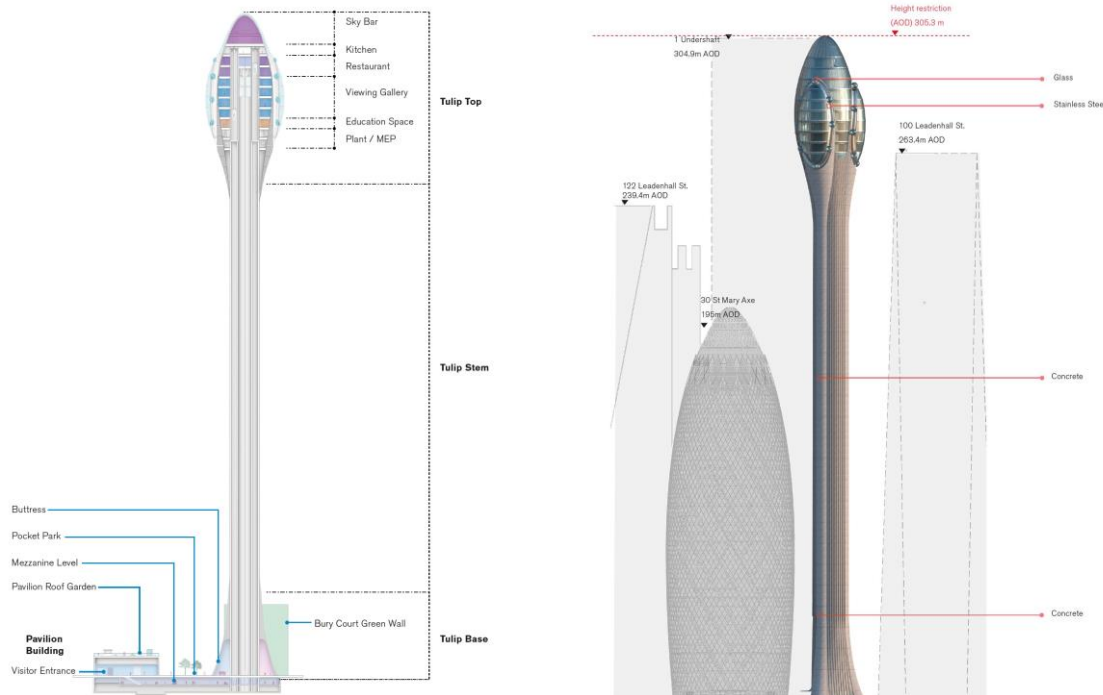 Sky Bar
Kitchen
Restaurant
Viewing Gallery
Education Space
Plant / MEP
Tulip Top
Tulip Stem
Buttress
Pocket Park
Mezzanine Level
Pavilion Roof Garden
Bury Court Green Wall
Pavilion
Building
Tulip Base
Visitor Entrance
Height restriction
(AOD) 305.3 m
1 Undershaft
304.9m AOD
Glass
Stainless Stee
100 Leadenhall St.
263.4m AOD
122 Leadenhall St.
239.4m AOD
30 St Mary Axe
195m AOD
Concrete
Concrete